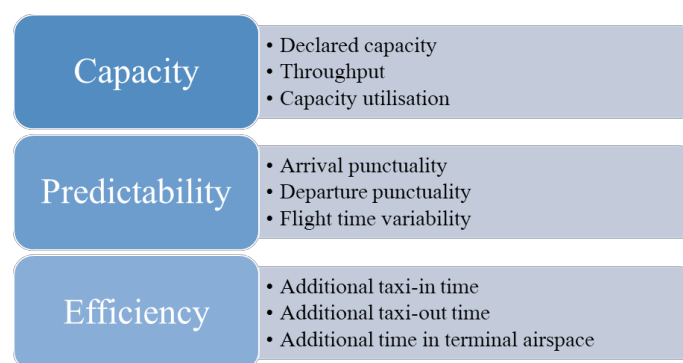 Capacity
• Declared capacity
• Throughput
• Capacity utilisation
Predictability
• Arrival punctuality
• Departure punctuality
• Flight time variability
Efficiency
• Additional taxi-in time
• Additional taxi-out time
• Additional time in terminal airspace